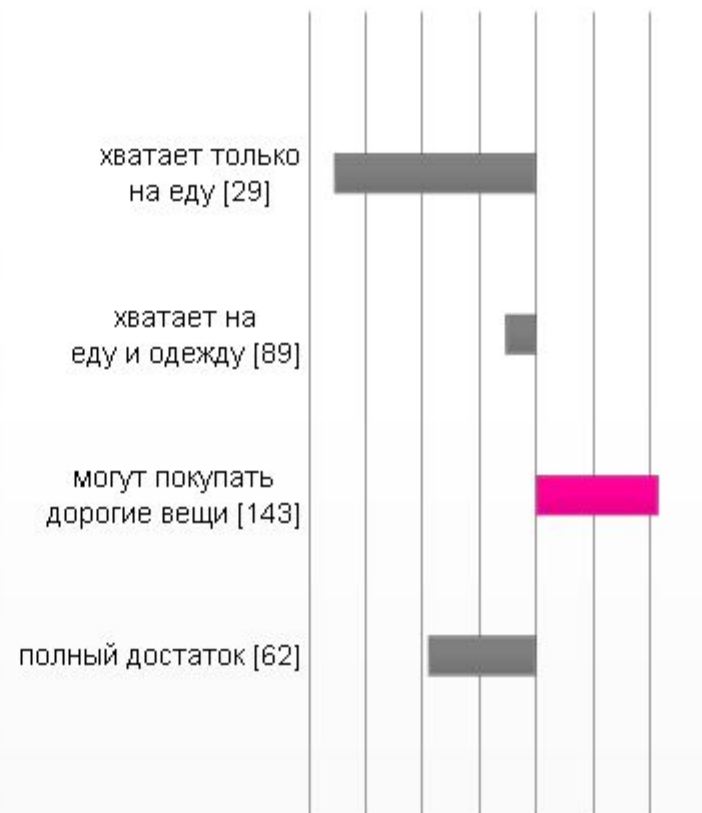 хватает только
на еду [29]
хватает на
еду и одежду [89]
могут покупать
дорогие вещи [143]
полный достаток [62]